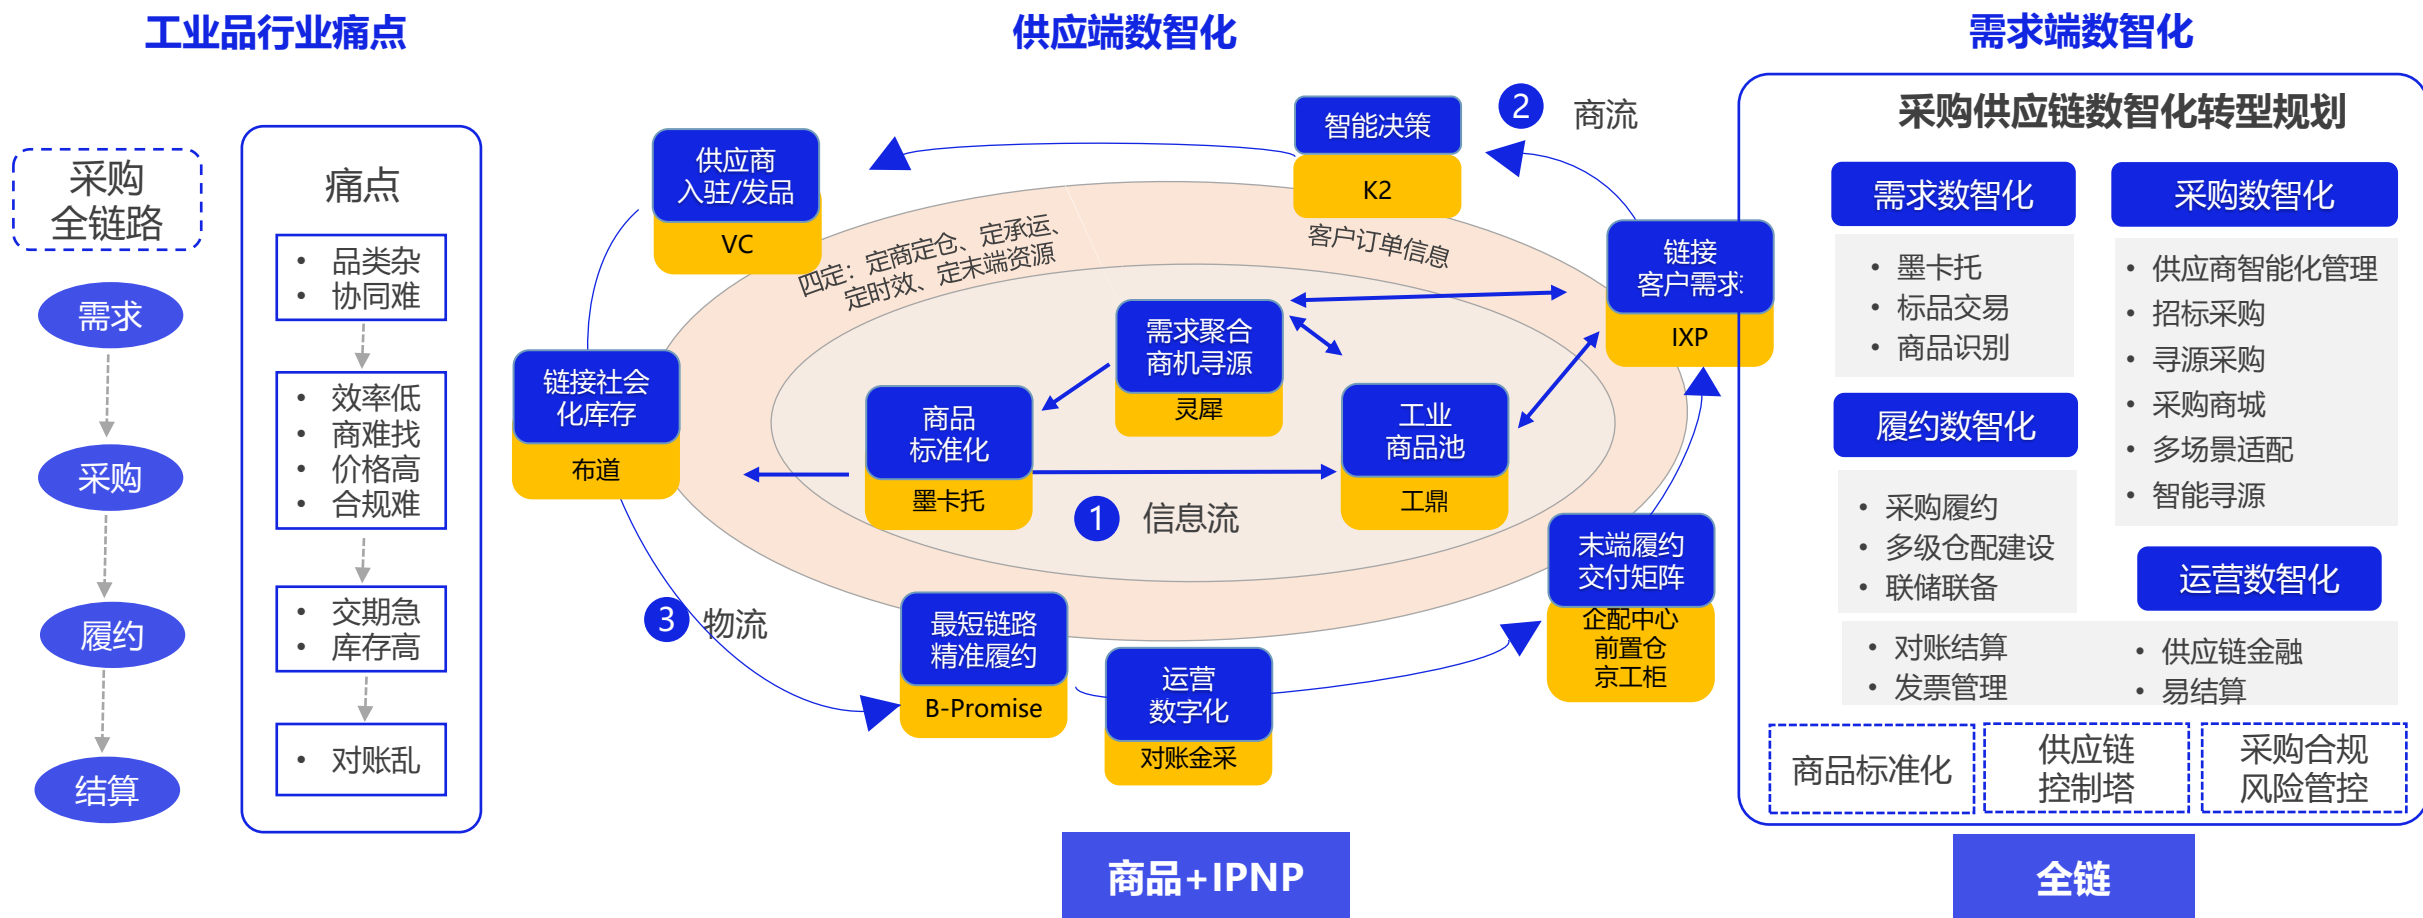 工业品行业痛点
供应端数智化
需求端数智化
采购
全链路
需求
采购
履约
结算
痛点
• 品类杂
• 协同难
• 效率低
• 商难找
• 价格高
• 合规难
• 交期急
• 库存高
• 对账乱
供应商
入驻/发品
VC
智能决策
K2
2 商流
链接
客户需求
IXP
四定：定商定仓、定承运、
定时效、定末端资源
客户订单信息
需求聚合
商机寻源
灵犀
链接社会
化库存
布道
商品
标准化
墨卡托
工业
商品池
工鼎
1 信息流
末端履约
交付矩阵
企配中心
前置仓
京工柜
3 物流
最短链路
精准履约
B-Promise
运营
数字化
对账金采
商品+IPNP
采购供应链数智化转型规划
需求数智化
• 墨卡托
• 标品交易
• 商品识别
采购数智化
• 供应商智能化管理
• 招标采购
• 寻源采购
• 采购商城
• 多场景适配
• 智能寻源
履约数智化
• 采购履约
• 多级仓配建设
• 联储联备
运营数智化
• 对账结算
• 发票管理
• 供应链金融
• 易结算
商品标准化
供应链
控制塔
采购合规
风险管控
全链